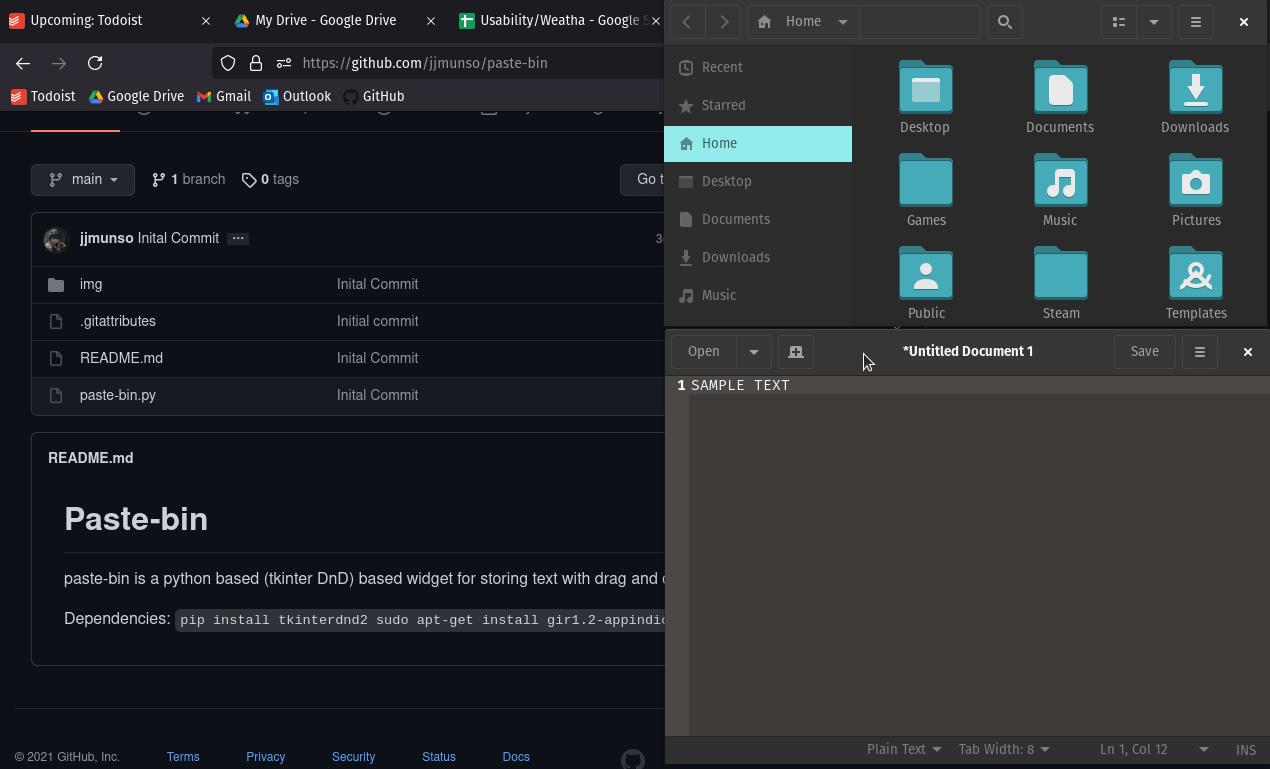 Upcoming: Todoist
My Drive - Google Drive
Usability/Weatha - Google
https://github.com/jjmunso/paste-bin
Todoist Google Drive Gmail Outlook GitHub
main
1 branch
0 tags
Go t
jjmunso Inital Commit
img Inital Commit
.gitattributes Initial commit
README.md Inital Commit
paste-bin.py Inital Commit
README.md
Paste-bin
paste-bin is a python based (tkinter DnD) based widget for storing text with drag and
Dependencies: pip install tkinterdnd2 sudo apt-get install gir1.2-appindic
© 2021 GitHub, Inc. Terms Privacy Security Status Docs
Home
Recent
Starred
Home
Desktop
Documents
Downloads
Music
Desktop Documents Downloads
Games Music Pictures
Public Steam Templates
Open
*Untitled Document 1
Save
1 SAMPLE TEXT
Plain Text Tab Width: 8 Ln 1, Col 12 INS